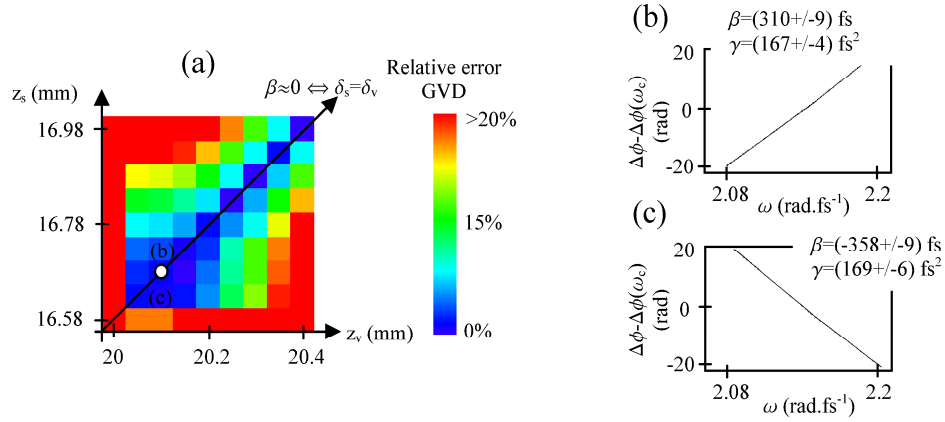 (a)
z_s (mm)
β≈0 ⇔ δ_s=δ_v
Relative error
GVD
16.98
16.78
16.58
(b)
(c)
20
20.2
20.4
z_v (mm)
>20%
15%
0%
(b)
β=(310+/-9) fs
γ=(167+/-4) fs²
Δϕ-Δϕ(ω_c)
(rad)
20
0
-20
2.08
2.2
ω (rad.fs⁻¹)
(c)
β=(-358+/-9) fs
γ=(169+/-6) fs²
Δϕ-Δϕ(ω_c)
(rad)
20
0
-20
2.08
2.2
ω (rad.fs⁻¹)